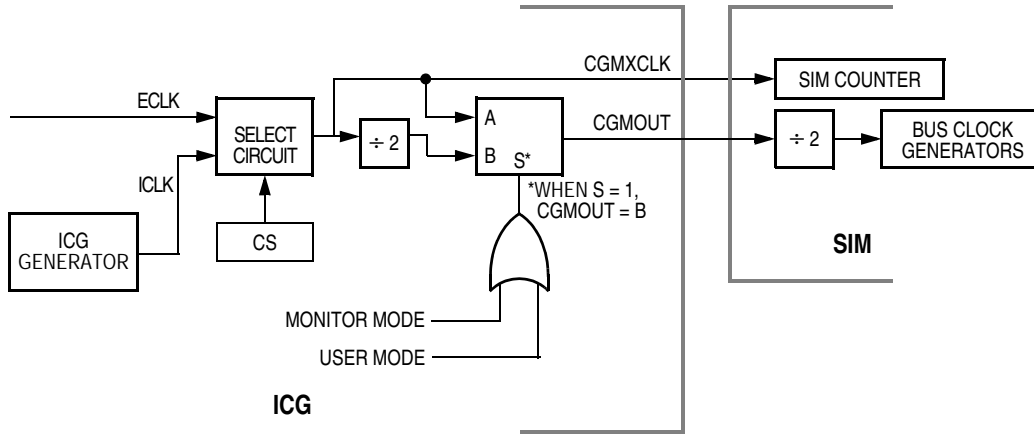 CGMXCLK
SIM COUNTER
ECLK
SELECT
CIRCUIT
÷ 2
A
B
S*
CGMOUT
÷ 2
BUS CLOCK
GENERATORS
ICLK
*WHEN S = 1,
CGMOUT = B
ICG
GENERATOR
CS
SIM
MONITOR MODE
USER MODE
ICG